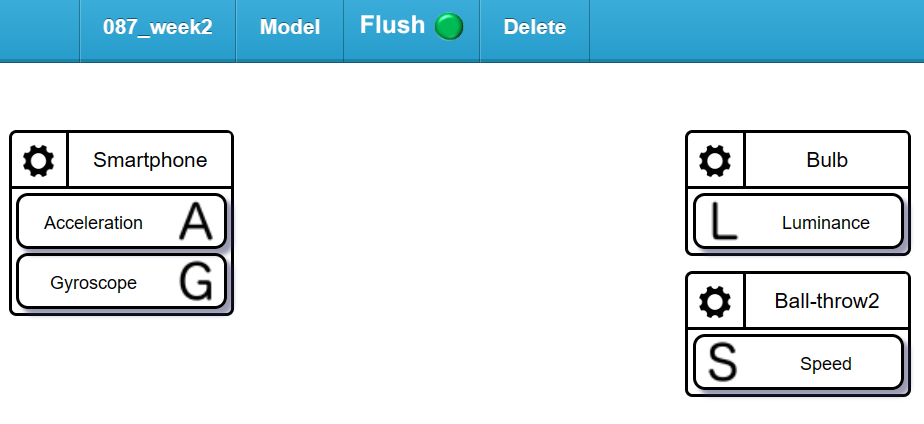 087_week2 Model Flush Delete
Smartphone
Acceleration A
Gyroscope G
Bulb
L Luminance
Ball-throw2
S Speed